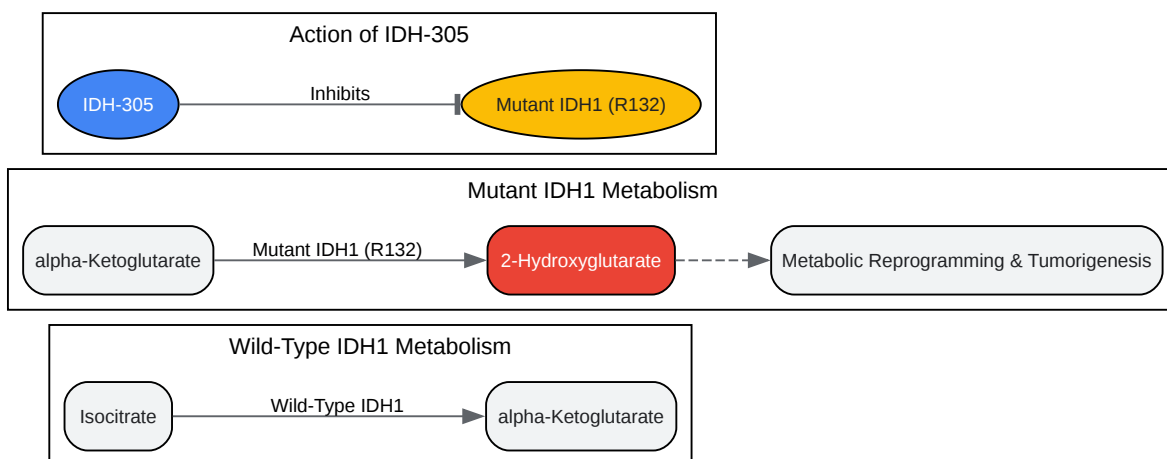 Action of IDH-305
IDH-305
Inhibits
Mutant IDH1 (R132)
Mutant IDH1 Metabolism
alpha-Ketoglutarate
Mutant IDH1 (R132)
2-Hydroxyglutarate
Metabolic Reprogramming & Tumorigenesis
Wild-Type IDH1 Metabolism
Isocitrate
Wild-Type IDH1
alpha-Ketoglutarate